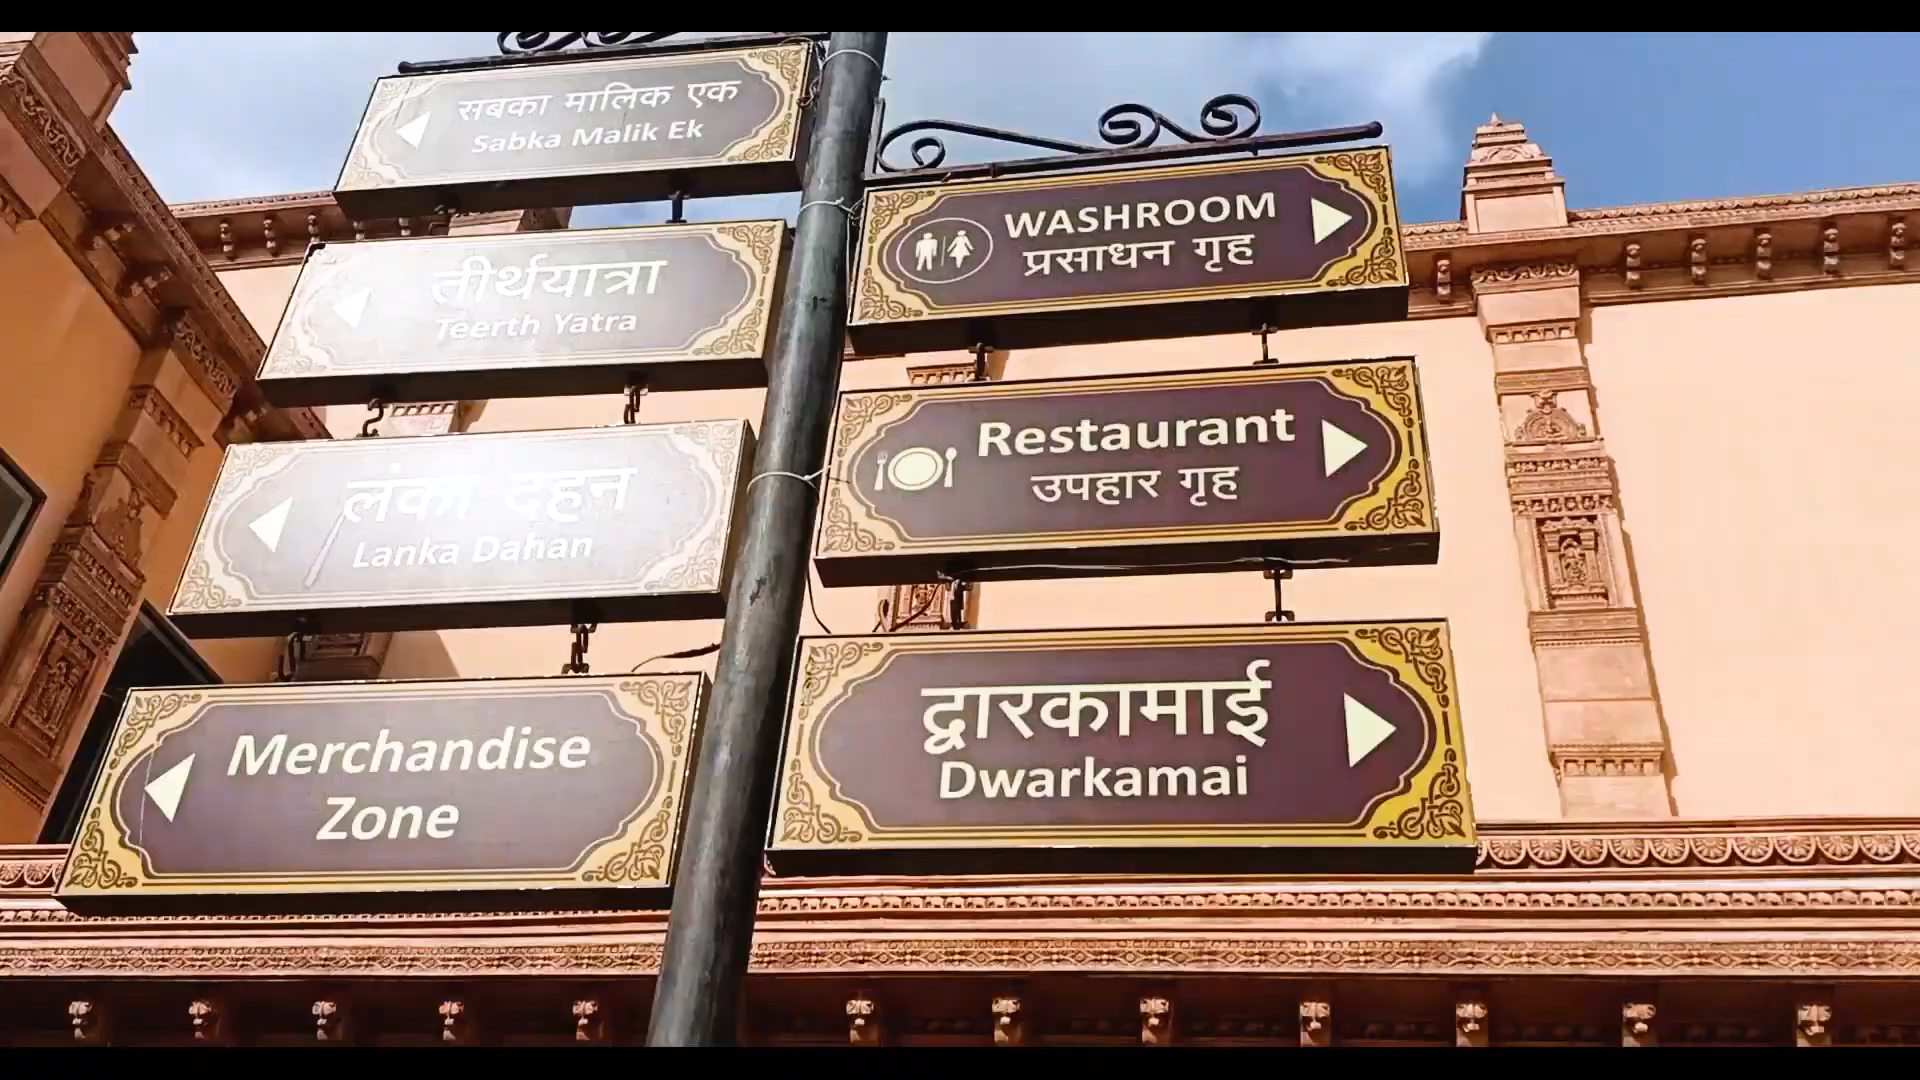 सबका मालिक एक
Sabka Malik Ek
तीर्थयात्रा
Teerth Yatra
लंका दहन
Lanka Dahan
Merchandise
Zone
WASHROOM
प्रसाधन गृह
Restaurant
उपहार गृह
द्वारकामाई
Dwarkamai